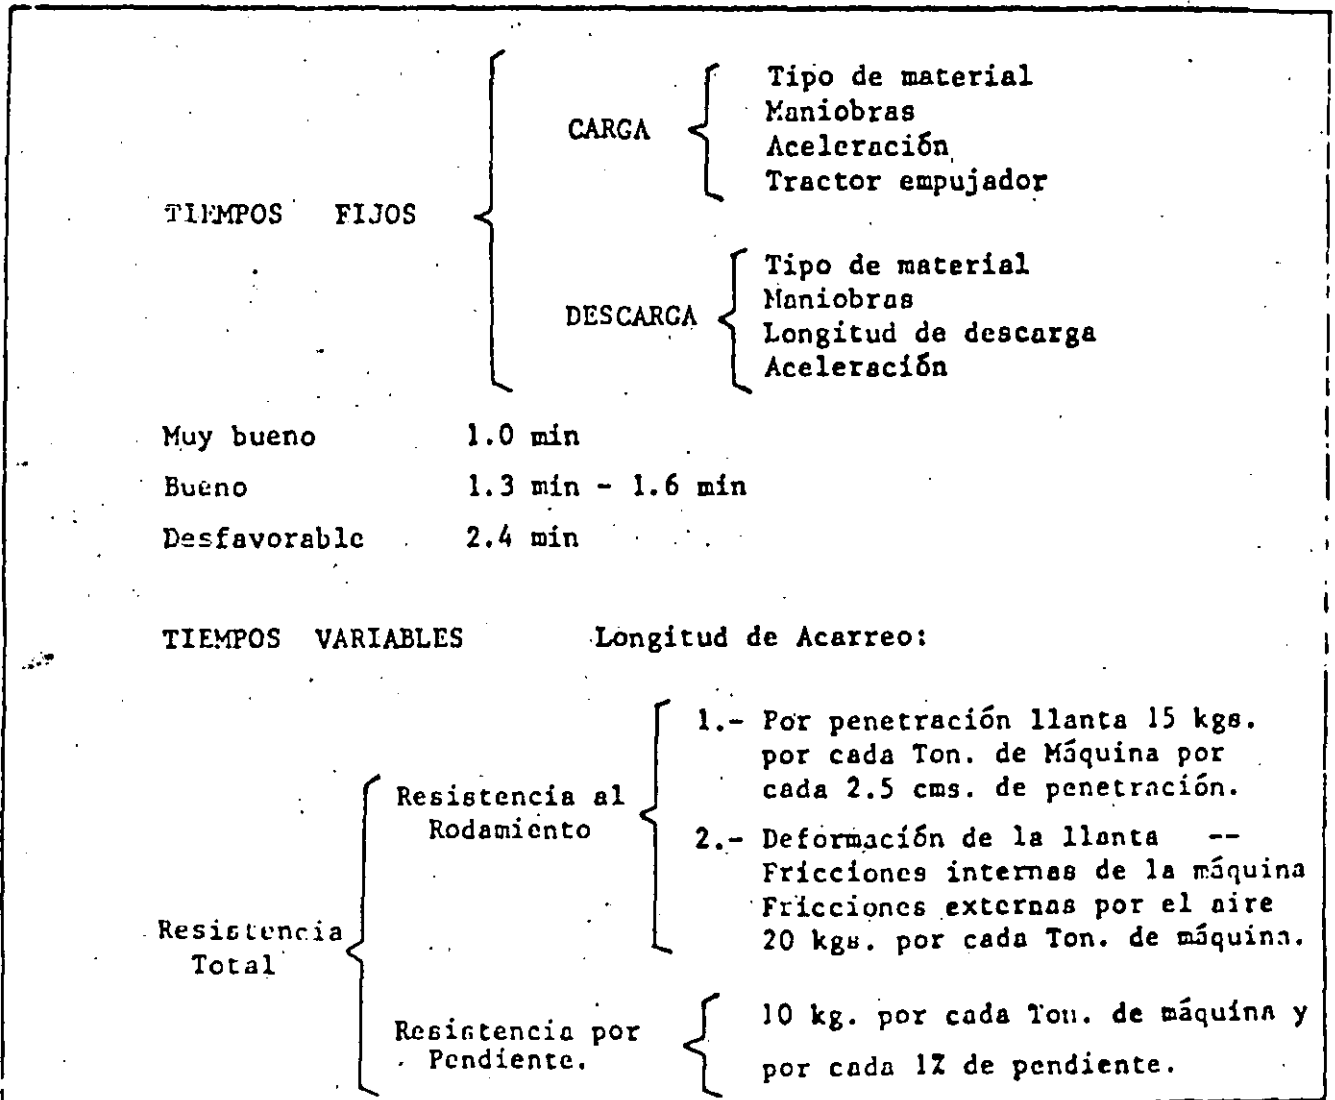 TIEMPOS FIJOS
CARGA
Tipo de material
Maniobras
Aceleración
Tractor empujador
DESCARGA
Tipo de material
Maniobras
Longitud de descarga
Aceleración
Muy bueno 1.0 min
Bueno 1.3 min - 1.6 min
Desfavorable 2.4 min
TIEMPOS VARIABLES Longitud de Acarreo:
Resistencia
Total
Resistencia al
Rodamiento
1.- Por penetración llanta 15 kgs.
por cada Ton. de Máquina por
cada 2.5 cms. de penetración.
2.- Deformación de la llanta --
Fricciones internas de la máquina
Fricciones externas por el aire
20 kgs. por cada Ton. de máquina.
Resistencia por
Pendiente.
10 kg. por cada Ton. de máquina y
por cada 1% de pendiente.